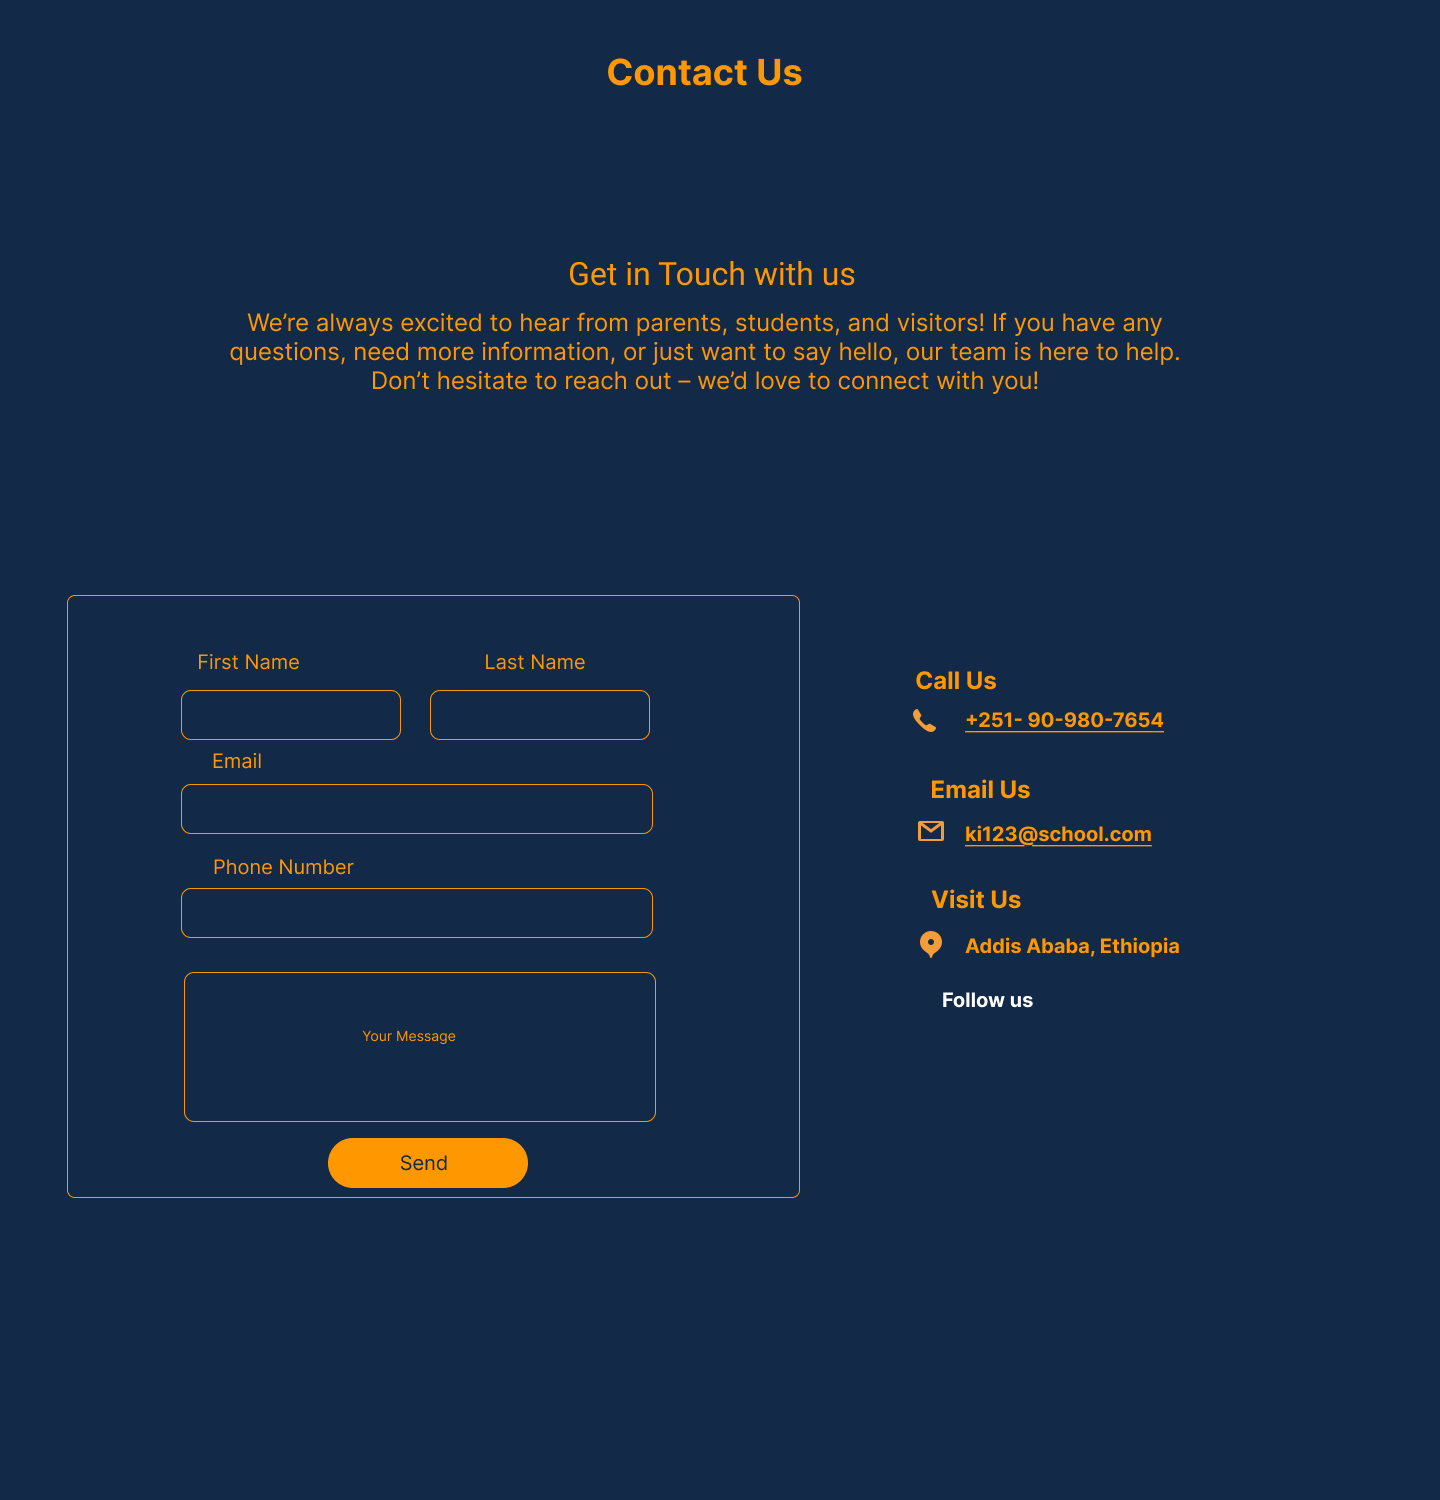 Contact Us
Get in Touch with us
We’re always excited to hear from parents, students, and visitors! If you have any
questions, need more information, or just want to say hello, our team is here to help.
Don’t hesitate to reach out – we’d love to connect with you!
First Name
Last Name
Email
Phone Number
Your Message
Send
Call Us
+251- 90-980-7654
Email Us
ki123@school.com
Visit Us
Addis Ababa, Ethiopia
Follow us